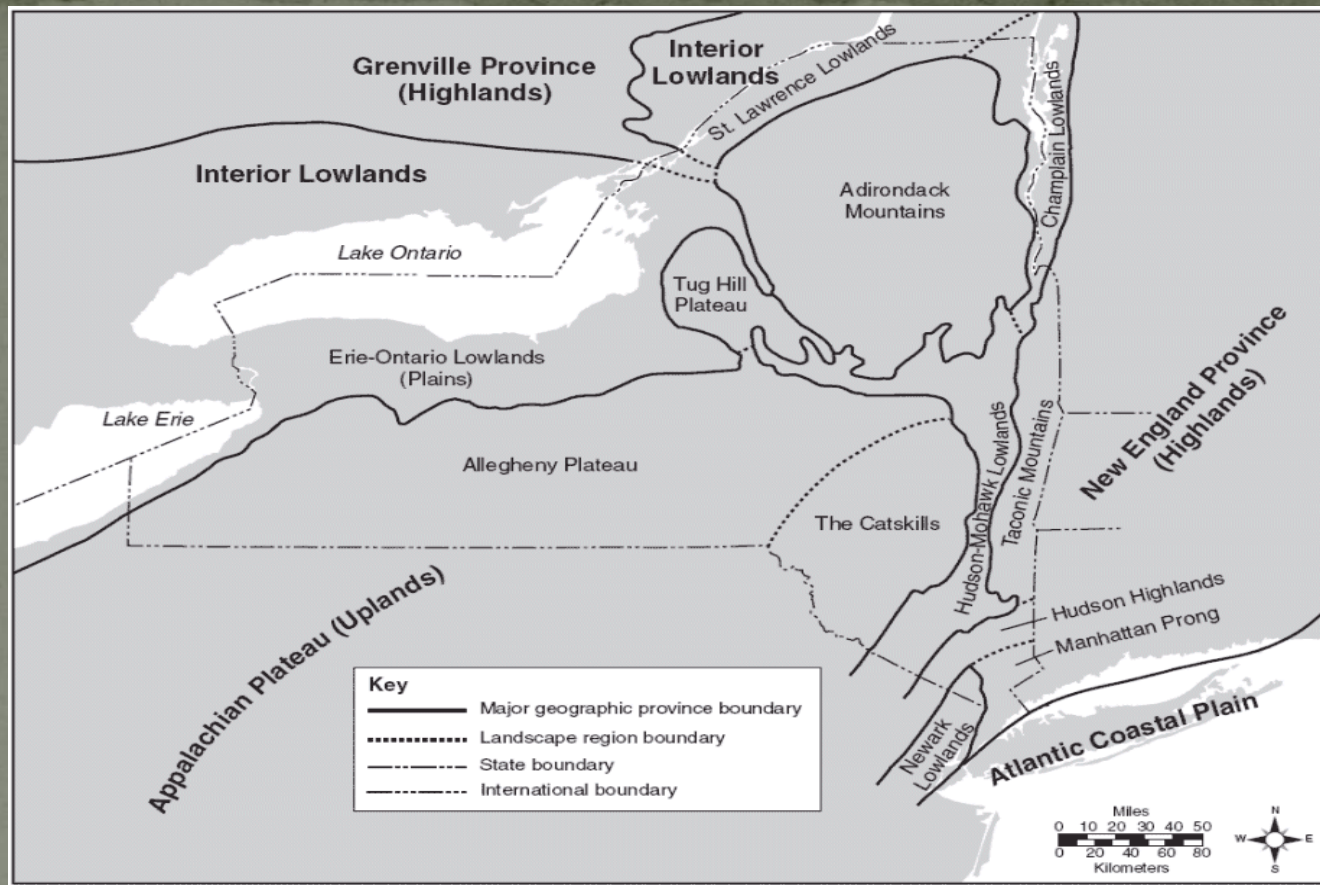 Grenville Province
(Highlands)
Interior
Lowlands
St. Lawrence Lowlands
Champlain Lowlands
Interior Lowlands
Adirondack
Mountains
Lake Ontario
Tug Hill
Plateau
Erie-Ontario Lowlands
(Plains)
Lake Erie
Allegheny Plateau
The Catskills
Hudson-Mohawk Lowlands
Taconic Mountains
New England Province
(Highlands)
Hudson Highlands
Manhattan Prong
Appalachian Plateau (Uplands)
Newark
Lowlands
Atlantic Coastal Plain
Key
Major geographic province boundary
Landscape region boundary
State boundary
International boundary
Miles
0 10 20 30 40 50
0 20 40 60 80
Kilometers
N
W E
S